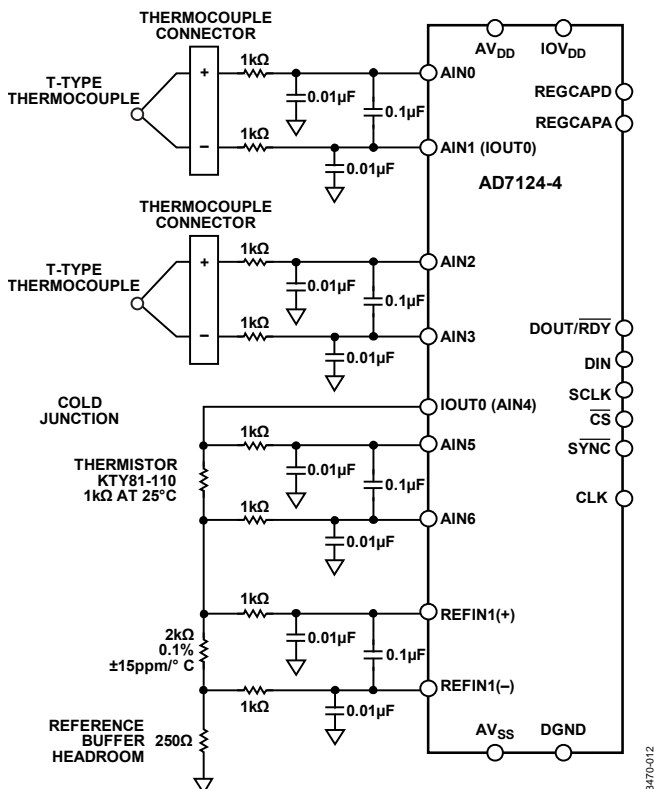 THERMOCOUPLE
CONNECTOR
1kΩ
AV_DD
IOV_DD
AIN0
T-TYPE
THERMOCOUPLE
+
0.01µF
0.1µF
REGCAPD
REGCAPA
1kΩ
–
AIN1 (IOUT0)
0.01µF
AD7124-4
THERMOCOUPLE
CONNECTOR
1kΩ
AIN2
T-TYPE
THERMOCOUPLE
+
0.01µF
0.1µF
1kΩ
–
AIN3
0.01µF
DOUT/RDY
DIN
SCLK
CS
SYNC
CLK
COLD
JUNCTION
IOUT0 (AIN4)
1kΩ
AIN5
THERMISTOR
KTY81-110
1kΩ AT 25°C
0.01µF
0.1µF
1kΩ
AIN6
0.01µF
1kΩ
REFIN1(+)
2kΩ
0.1%
±15ppm/° C
0.01µF
0.1µF
REFIN1(–)
1kΩ
0.01µF
REFERENCE
BUFFER
HEADROOM
250Ω
AV_SS
DGND
3470-012